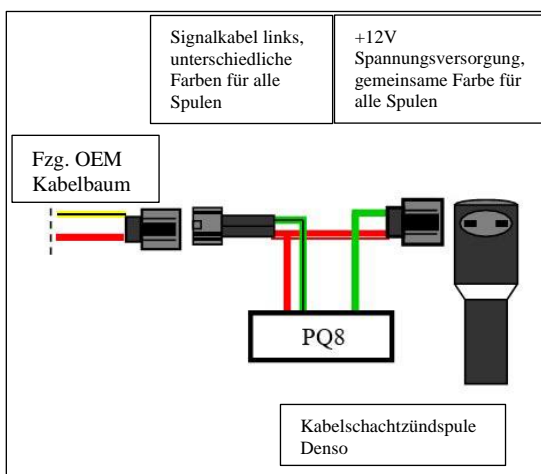 Signalkabel links,
unterschiedliche
Farben für alle
Spulen
+12V
Spannungsversorgung,
gemeinsame Farbe für
alle Spulen
Fzg. OEM
Kabelbaum
PQ8
Kabelschachtzündspule
Denso